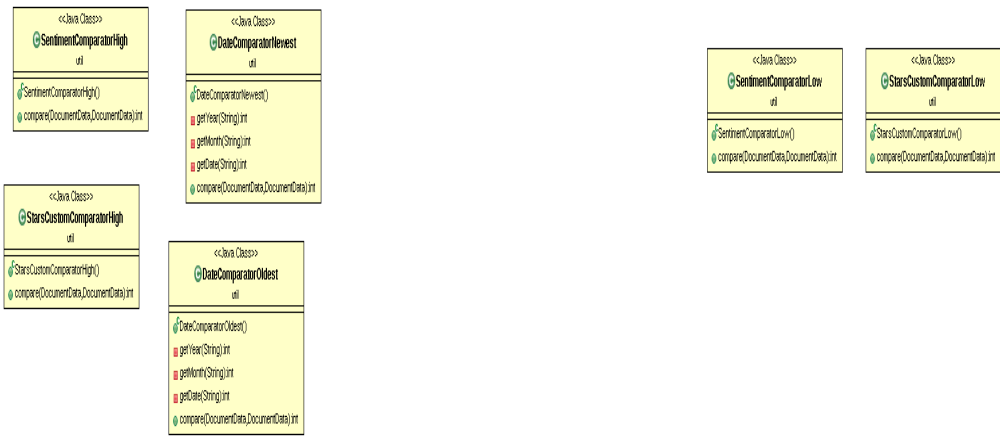 <<Java Class>>
SentimentComparatorHigh
util
SentimentComparatorHigh()
compare(DocumentData,DocumentData):int
<<Java Class>>
DateComparatorNewest
util
DateComparatorNewest()
getYear(String):int
getMonth(String):int
getDate(String):int
compare(DocumentData,DocumentData):int
<<Java Class>>
SentimentComparatorLow
util
SentimentComparatorLow()
compare(DocumentData,DocumentData):int
<<Java Class>>
StarsCustomComparatorLow
util
StarsCustomComparatorLow()
compare(DocumentData,DocumentData):int
<<Java Class>>
StarsCustomComparatorHigh
util
StarsCustomComparatorHigh()
compare(DocumentData,DocumentData):int
<<Java Class>>
DateComparatorOldest
util
DateComparatorOldest()
getYear(String):int
getMonth(String):int
getDate(String):int
compare(DocumentData,DocumentData):int